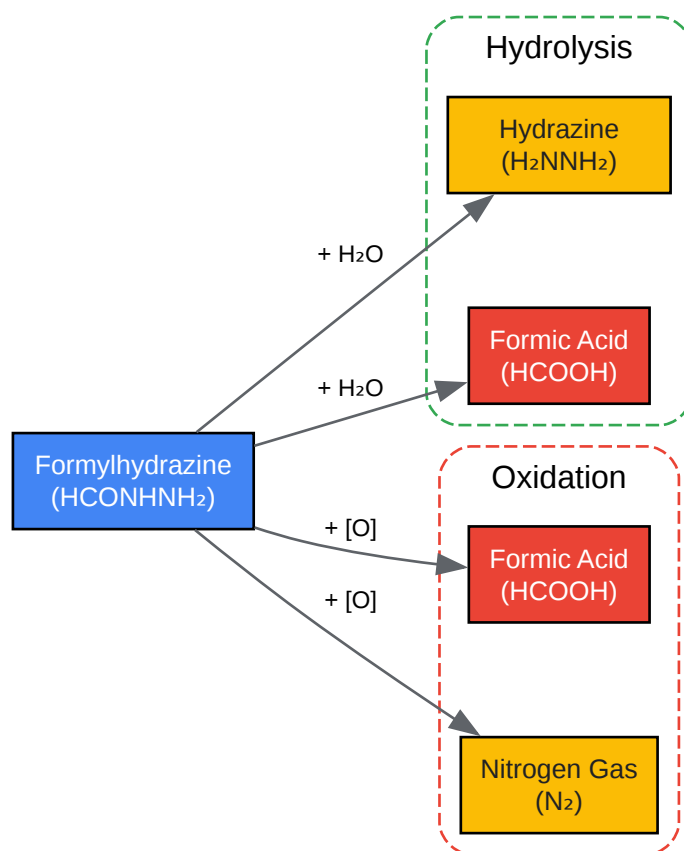 Hydrolysis
Hydrazine
(H₂NNH₂)
+ H₂O
Formic Acid
(HCOOH)
+ H₂O
Formylhydrazine
(HCONHNH₂)
Oxidation
+ [O]
Formic Acid
(HCOOH)
+ [O]
Nitrogen Gas
(N₂)